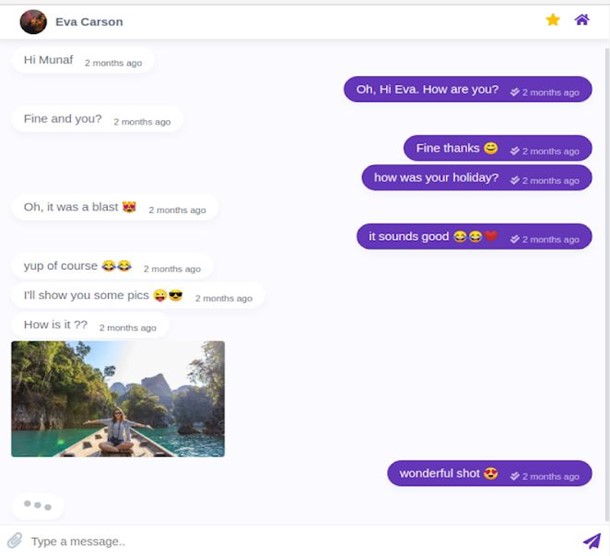 Eva Carson
Hi Munaf 2 months ago
Oh, Hi Eva. How are you? 2 months ago
Fine and you? 2 months ago
Fine thanks 😊 2 months ago
how was your holiday? 2 months ago
Oh, it was a blast 😻 2 months ago
it sounds good 😂😂❤️ 2 months ago
yup of course 😂😂 2 months ago
I'll show you some pics 😜😎 2 months ago
How is it ?? 2 months ago
wonderful shot 😍 2 months ago
Type a message..